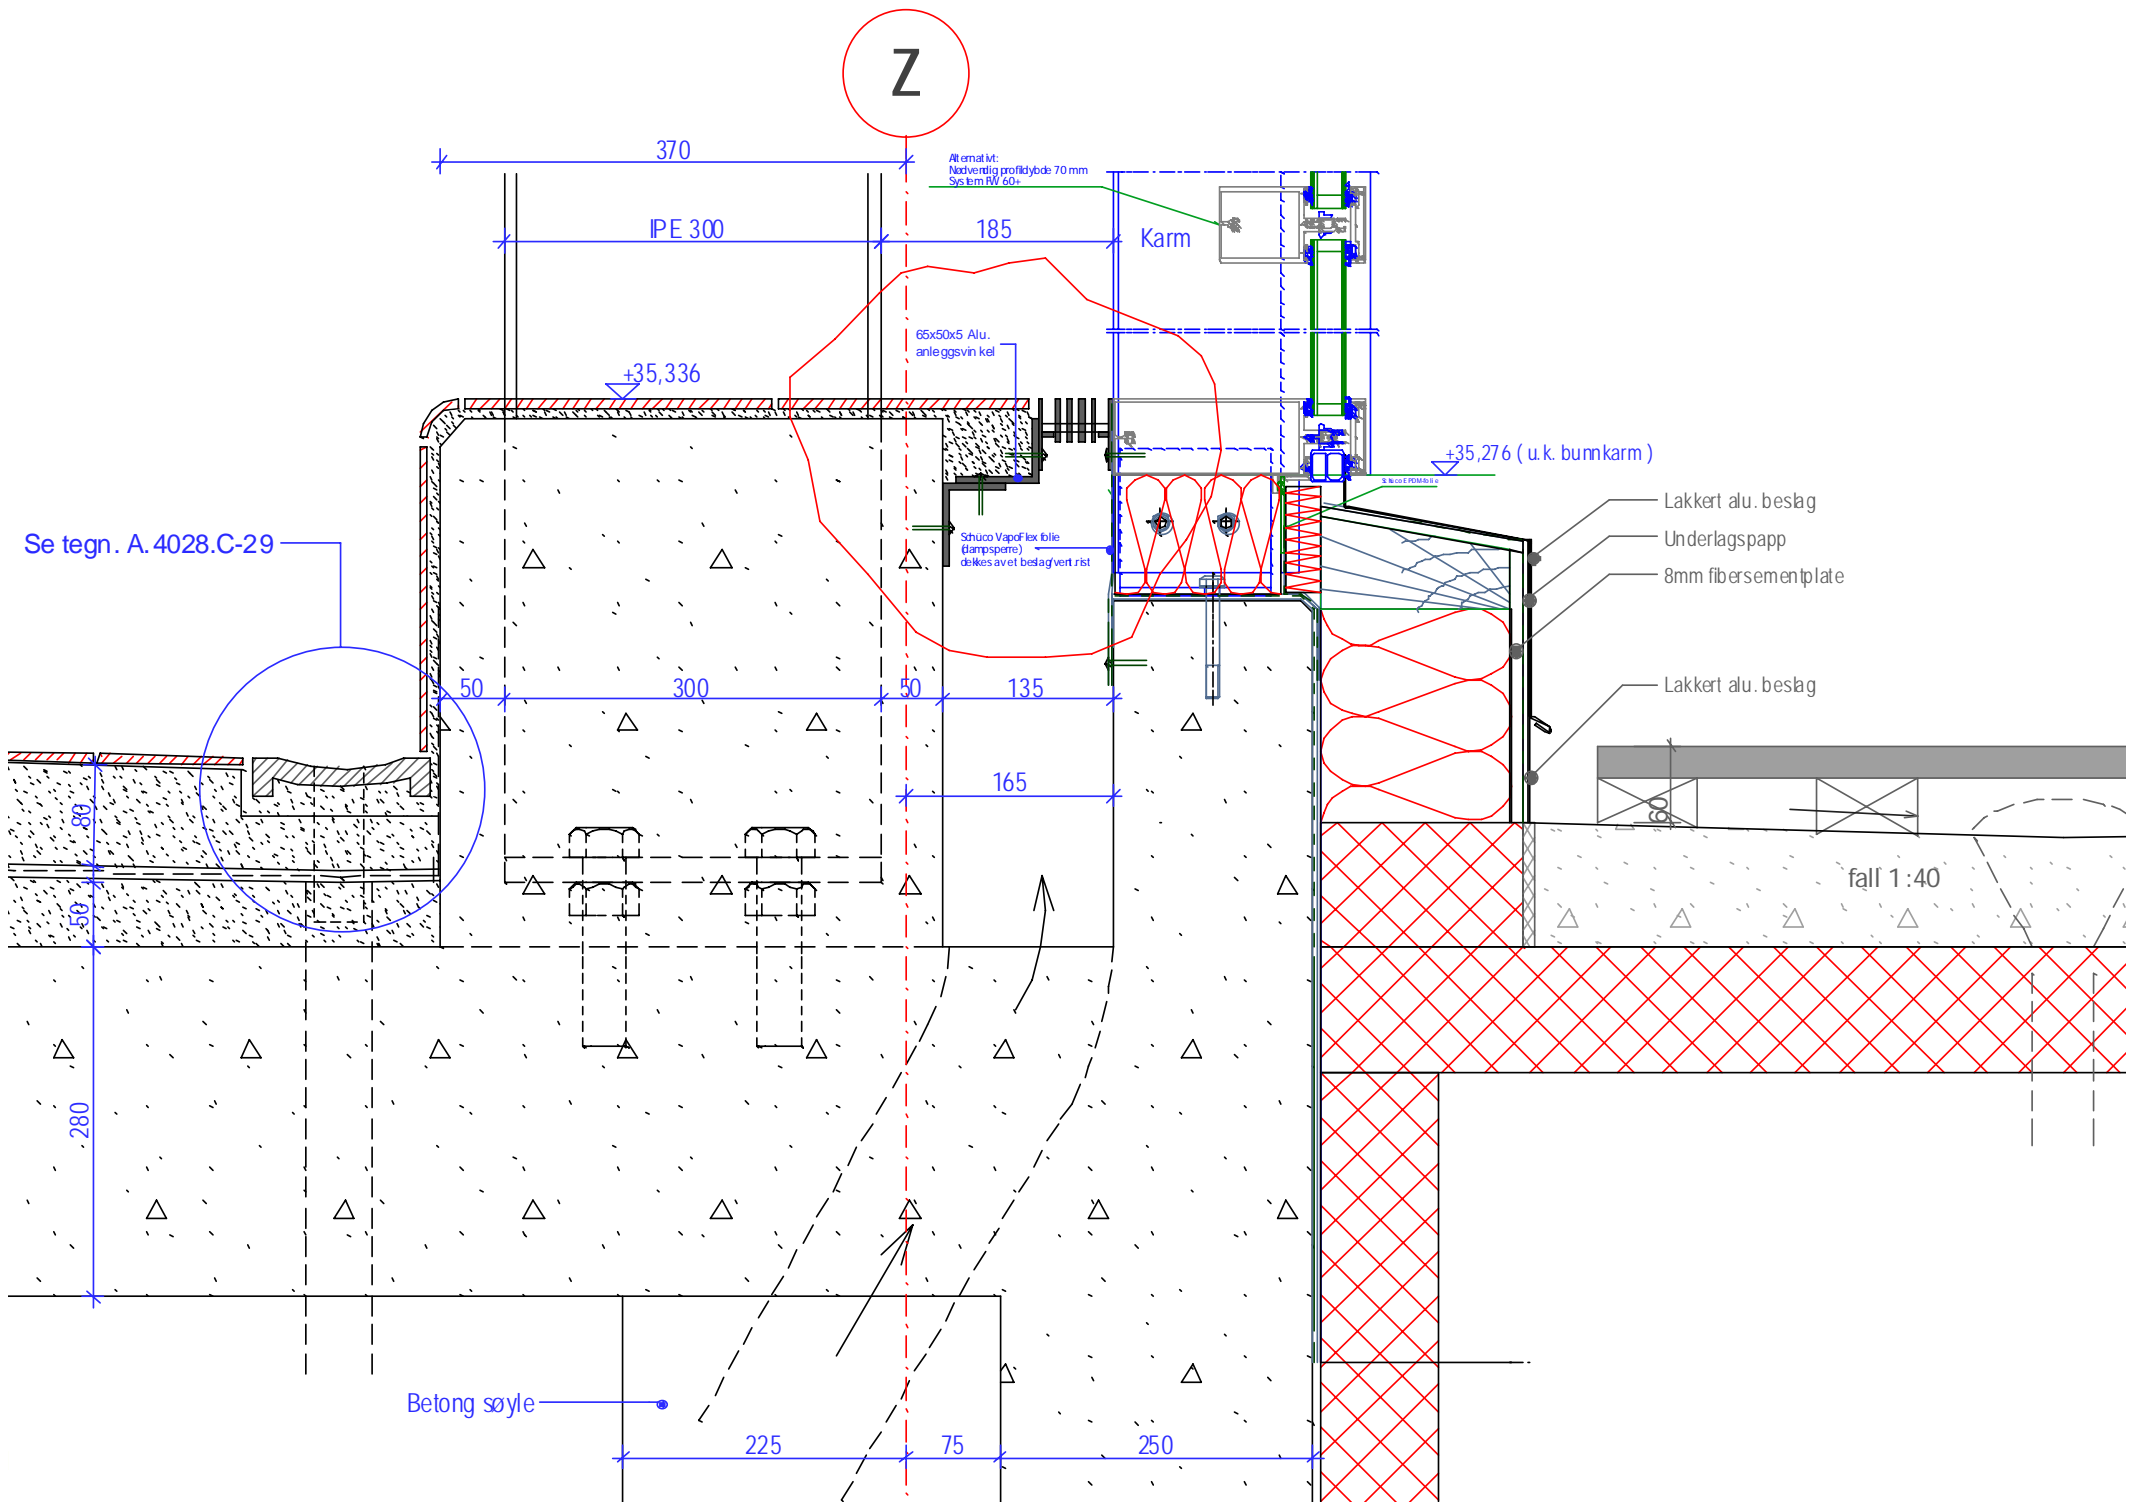 Z
370
Alternativt:
Nødvendig profildybde 70 mm
System FW 60+
IPE 300
185
Karm
65x50x5 Alu.
anleggsvinkel
+35,336
+35,276 ( u.k. bunnkarm )
Schüco EPDM-folie
Lakkert alu. beslag
Se tegn. A.4028.C-29
Schüco VapoFlex folie
(dampsperre)
dekkes av et beslag/vent.rist
Underlagspapp
8mm fibersementplate
50
300
50
135
Lakkert alu. beslag
165
80
60
fall 1:40
50
280
Betong søyle
225
75
250